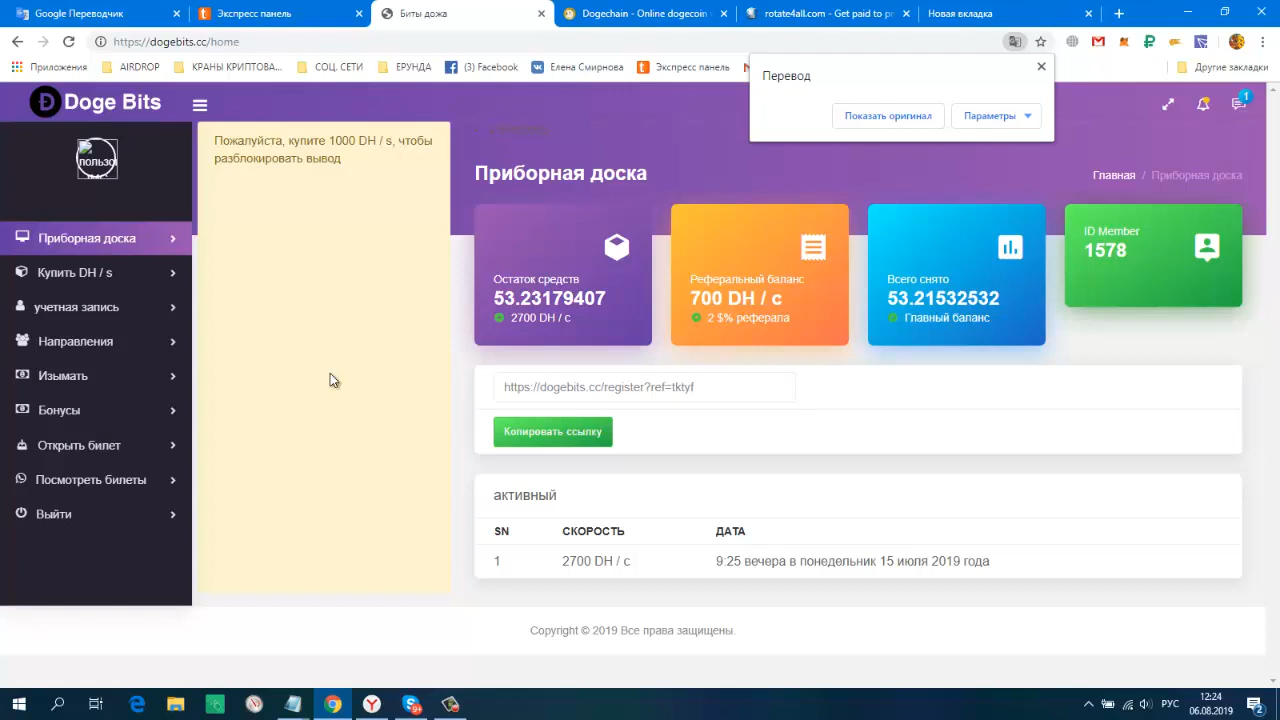 Google Переводчик
Экспресс панель
Биты дожа
Dogechain - Online dogecoin
rotate4all.com - Get paid to pr
Новая вкладка
https://dogebits.cc/home
Приложения
AIRDROP
КРАНЫ КРИПТОВА...
СОЦ. СЕТИ
ЕРУНДА
(3) Facebook
Елена Смирнова
Экспресс панель
Другие закладки
Перевод
Показать оригинал
Параметры
Doge Bits
1
пользо
Пожалуйста, купите 1000 DH / s, чтобы
разблокировать вывод
Приборная доска
Главная / Приборная доска
Приборная доска
Купить DH / s
учетная запись
Направления
Изымать
Бонусы
Открыть билет
Посмотреть билеты
Выйти
Остаток средств
53.23179407
2700 DH / с
Реферальный баланс
700 DH / с
2 $% реферала
Всего снято
53.21532532
Главный баланс
ID Member
1578
https://dogebits.cc/register?ref=tktyf
Копировать ссылку
активный
SN СКОРОСТЬ ДАТА
1 2700 DH / с 9:25 вечера в понедельник 15 июля 2019 года
Copyright © 2019 Все права защищены.
РУС
12:24
06.08.2019
2